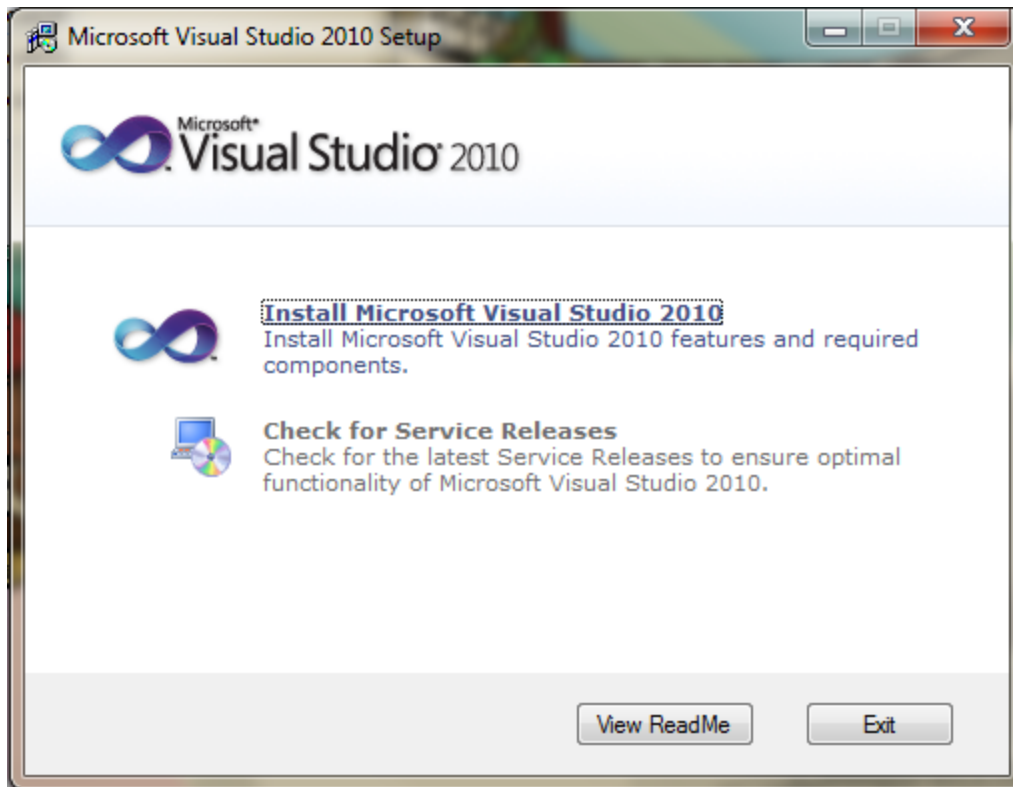 Microsoft Visual Studio 2010 Setup
Microsoft®
Visual Studio® 2010
Install Microsoft Visual Studio 2010
Install Microsoft Visual Studio 2010 features and required
components.
Check for Service Releases
Check for the latest Service Releases to ensure optimal
functionality of Microsoft Visual Studio 2010.
View ReadMe
Exit